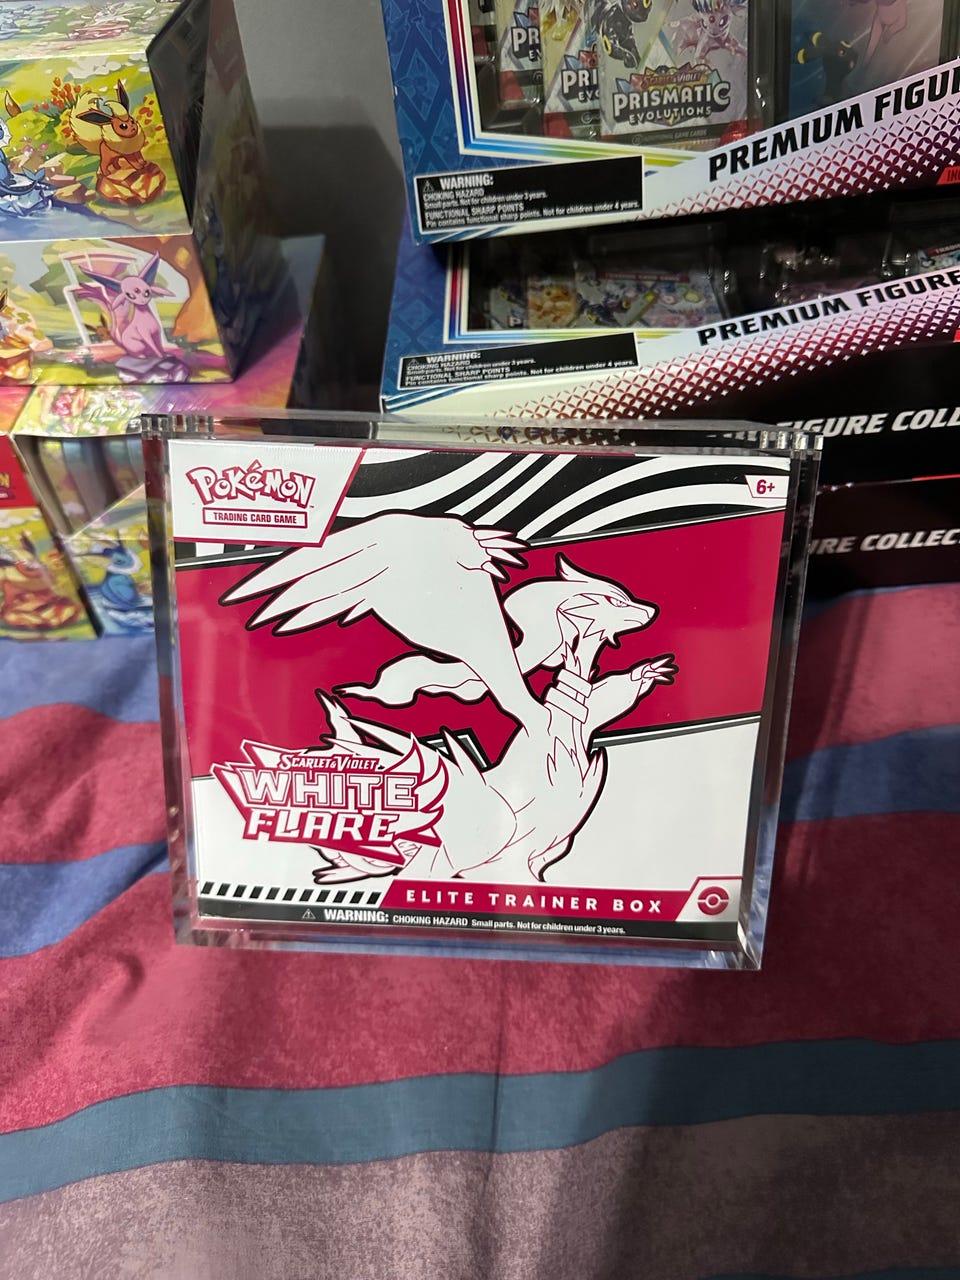 PRISMATIC
EVOLUTIONS
PREMIUM FIGU
WARNING:
CHOKING HAZARD
Small parts. Not for children under 3 years.
FUNCTIONAL SHARP POINTS
Pin contains functional sharp points. Not for children under 4 years.
PREMIUM FIGURE
WARNING:
CHOKING HAZARD
Small parts. Not for children under 3 years.
FUNCTIONAL SHARP POINTS
Pin contains functional sharp points. Not for children under 4 years.
FIGURE COLL
URE COLLEC
POKéMON
TRADING CARD GAME
6+
SCARLET & VIOLET
WHITE
FLARE
ELITE TRAINER BOX
WARNING: CHOKING HAZARD Small parts. Not for children under 3 years.